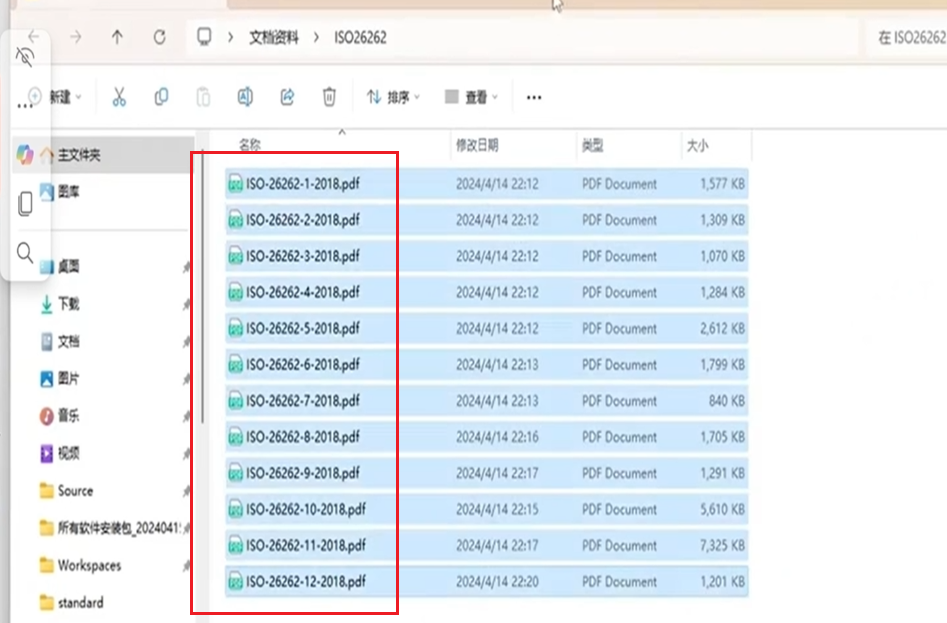 文档资料 > ISO26262
在 ISO26262
新建
排序
查看
名称 修改日期 类型 大小
主文件夹
图库
桌面
下载
文档
图片
音乐
视频
Source
所有软件安装包_2024041
Workspaces
standard
ISO-26262-1-2018.pdf 2024/4/14 22:12 PDF Document 1,577 KB
ISO-26262-2-2018.pdf 2024/4/14 22:12 PDF Document 1,309 KB
ISO-26262-3-2018.pdf 2024/4/14 22:12 PDF Document 1,070 KB
ISO-26262-4-2018.pdf 2024/4/14 22:12 PDF Document 1,284 KB
ISO-26262-5-2018.pdf 2024/4/14 22:12 PDF Document 2,612 KB
ISO-26262-6-2018.pdf 2024/4/14 22:13 PDF Document 1,799 KB
ISO-26262-7-2018.pdf 2024/4/14 22:13 PDF Document 840 KB
ISO-26262-8-2018.pdf 2024/4/14 22:16 PDF Document 1,705 KB
ISO-26262-9-2018.pdf 2024/4/14 22:17 PDF Document 1,291 KB
ISO-26262-10-2018.pdf 2024/4/14 22:15 PDF Document 5,610 KB
ISO-26262-11-2018.pdf 2024/4/14 22:17 PDF Document 7,325 KB
ISO-26262-12-2018.pdf 2024/4/14 22:20 PDF Document 1,201 KB